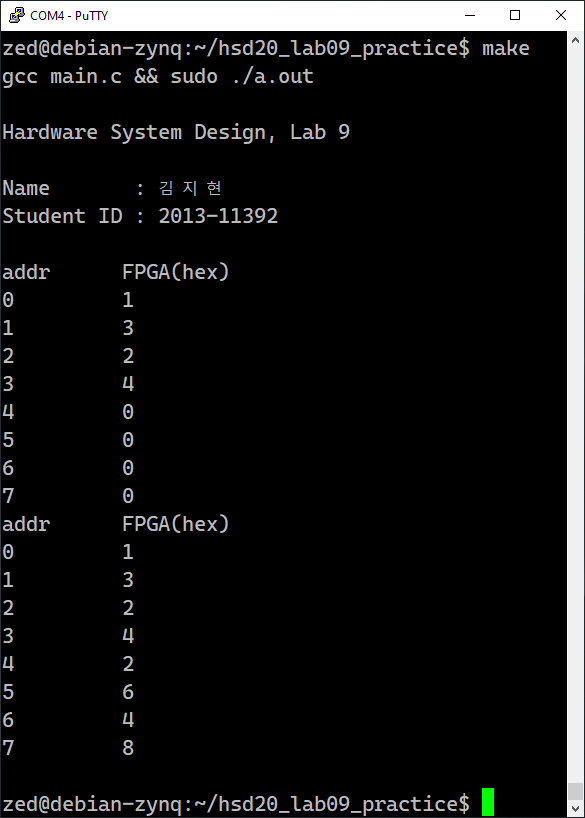 COM4 - PuTTY
zed@debian-zynq:~/hsd20_lab09_practice$ make
gcc main.c && sudo ./a.out
Hardware System Design, Lab 9
Name : 김지현
Student ID : 2013-11392
addr FPGA(hex)
0 1
1 3
2 2
3 4
4 0
5 0
6 0
7 0
addr FPGA(hex)
0 1
1 3
2 2
3 4
4 2
5 6
6 4
7 8
zed@debian-zynq:~/hsd20_lab09_practice$